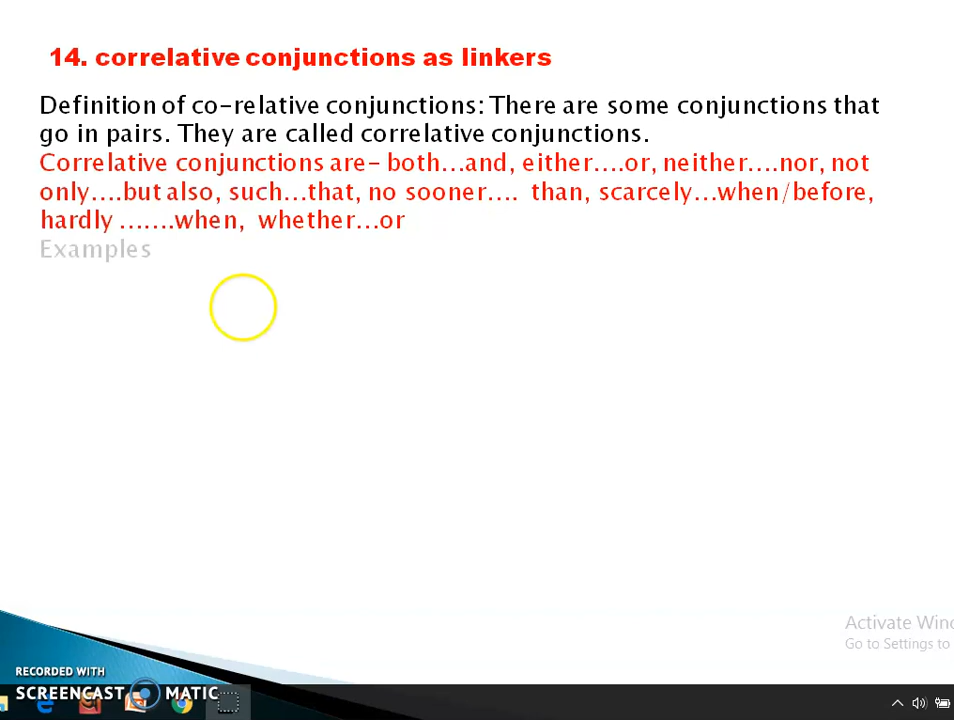 14. correlative conjunctions as linkers
Definition of co-relative conjunctions: There are some conjunctions that
go in pairs. They are called correlative conjunctions.
Correlative conjunctions are- both...and, either....or, neither....nor, not
only....but also, such...that, no sooner.... than, scarcely...when/before,
hardly .......when, whether...or
Examples
Activate Win
Go to Settings to
RECORDED WITH
SCREENCAST MATIC